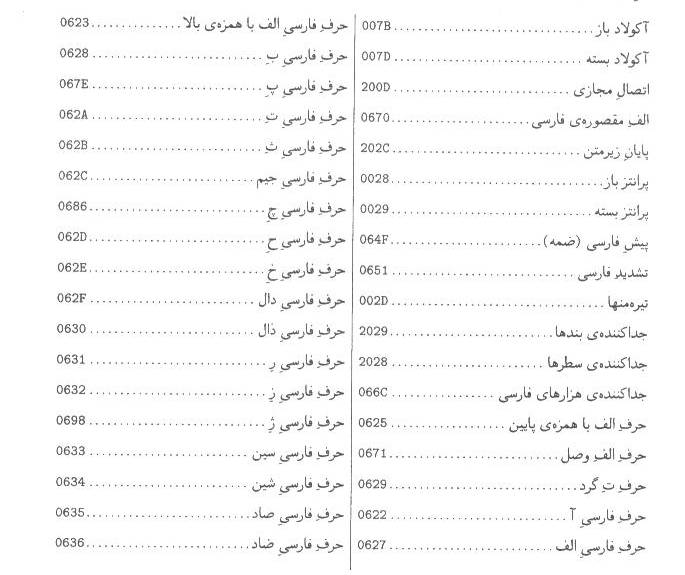 آکولاد باز ..................... 007B
آکولاد بسته ..................... 007D
اتصالِ مجازی ..................... 200D
الفِ مقصوره‌ی فارسی ..................... 0670
پایانِ زیرمتن ..................... 202C
پرانتز باز ..................... 0028
پرانتز بسته ..................... 0029
پیشِ فارسی (ضمه) ..................... 064F
تشدیدِ فارسی ..................... 0651
تیره‌منها ..................... 002D
جداکننده‌ی بندها ..................... 2029
جداکننده‌ی سطرها ..................... 2028
جداکننده‌ی هزارهای فارسی ..................... 066C
حرفِ الف با همزه‌ی پایین ..................... 0625
حرفِ الفِ وصل ..................... 0671
حرفِ تِ گرد ..................... 0629
حرفِ فارسیِ آ ..................... 0622
حرفِ فارسیِ الف ..................... 0627
حرفِ فارسیِ الف با همزه‌ی بالا ..................... 0623
حرفِ فارسیِ بِ ..................... 0628
حرفِ فارسیِ پِ ..................... 067E
حرفِ فارسیِ تِ ..................... 062A
حرفِ فارسیِ ثِ ..................... 062B
حرفِ فارسیِ جیم ..................... 062C
حرفِ فارسیِ چِ ..................... 0686
حرفِ فارسیِ حِ ..................... 062D
حرفِ فارسیِ خِ ..................... 062E
حرفِ فارسیِ دال ..................... 062F
حرفِ فارسیِ ذال ..................... 0630
حرفِ فارسیِ رِ ..................... 0631
حرفِ فارسیِ زِ ..................... 0632
حرفِ فارسیِ ژِ ..................... 0698
حرفِ فارسیِ سین ..................... 0633
حرفِ فارسیِ شین ..................... 0634
حرفِ فارسیِ صاد ..................... 0635
حرفِ فارسیِ ضاد ..................... 0636